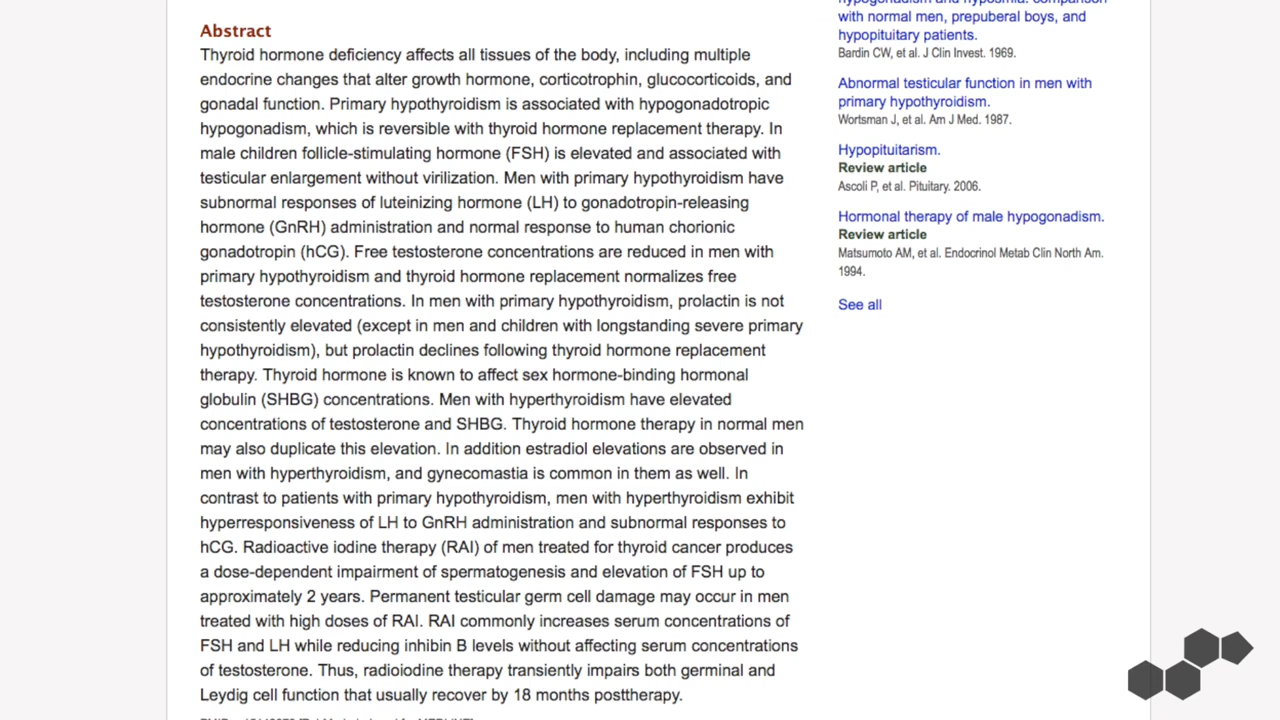 Abstract
Thyroid hormone deficiency affects all tissues of the body, including multiple
endocrine changes that alter growth hormone, corticotrophin, glucocorticoids, and
gonadal function. Primary hypothyroidism is associated with hypogonadotropic
hypogonadism, which is reversible with thyroid hormone replacement therapy. In
male children follicle-stimulating hormone (FSH) is elevated and associated with
testicular enlargement without virilization. Men with primary hypothyroidism have
subnormal responses of luteinizing hormone (LH) to gonadotropin-releasing
hormone (GnRH) administration and normal response to human chorionic
gonadotropin (hCG). Free testosterone concentrations are reduced in men with
primary hypothyroidism and thyroid hormone replacement normalizes free
testosterone concentrations. In men with primary hypothyroidism, prolactin is not
consistently elevated (except in men and children with longstanding severe primary
hypothyroidism), but prolactin declines following thyroid hormone replacement
therapy. Thyroid hormone is known to affect sex hormone-binding hormonal
globulin (SHBG) concentrations. Men with hyperthyroidism have elevated
concentrations of testosterone and SHBG. Thyroid hormone therapy in normal men
may also duplicate this elevation. In addition estradiol elevations are observed in
men with hyperthyroidism, and gynecomastia is common in them as well. In
contrast to patients with primary hypothyroidism, men with hyperthyroidism exhibit
hyperresponsiveness of LH to GnRH administration and subnormal responses to
hCG. Radioactive iodine therapy (RAI) of men treated for thyroid cancer produces
a dose-dependent impairment of spermatogenesis and elevation of FSH up to
approximately 2 years. Permanent testicular germ cell damage may occur in men
treated with high doses of RAI. RAI commonly increases serum concentrations of
FSH and LH while reducing inhibin B levels without affecting serum concentrations
of testosterone. Thus, radioiodine therapy transiently impairs both germinal and
Leydig cell function that usually recover by 18 months posttherapy.
hypogonadism and hyposmia: comparison
with normal men, prepuberal boys, and
hypopituitary patients.
Bardin CW, et al. J Clin Invest. 1969.
Abnormal testicular function in men with
primary hypothyroidism.
Wortsman J, et al. Am J Med. 1987.
Hypopituitarism.
Review article
Ascoli P, et al. Pituitary. 2006.
Hormonal therapy of male hypogonadism.
Review article
Matsumoto AM, et al. Endocrinol Metab Clin North Am.
1994.
See all